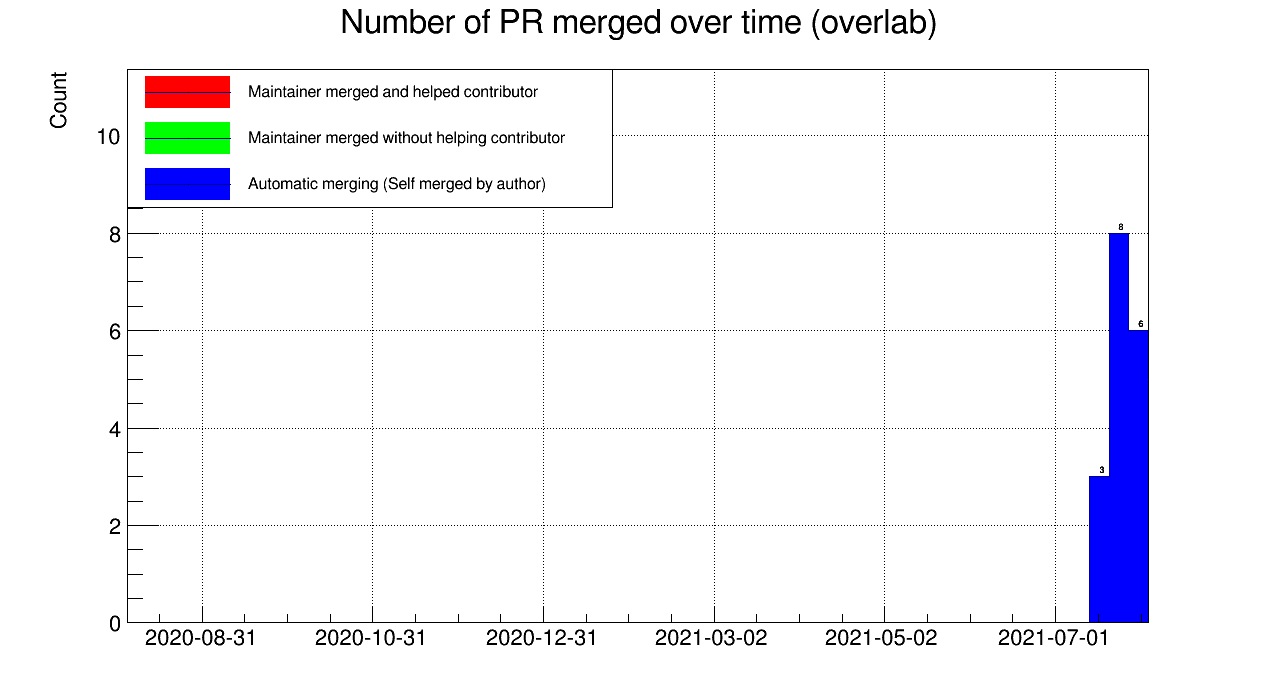 Number of PR merged over time (overlab)
Count
Maintainer merged and helped contributor
Maintainer merged without helping contributor
Automatic merging (Self merged by author)
10
8
6
4
2
0
8
6
3
2020-08-31 2020-10-31 2020-12-31 2021-03-02 2021-05-02 2021-07-01